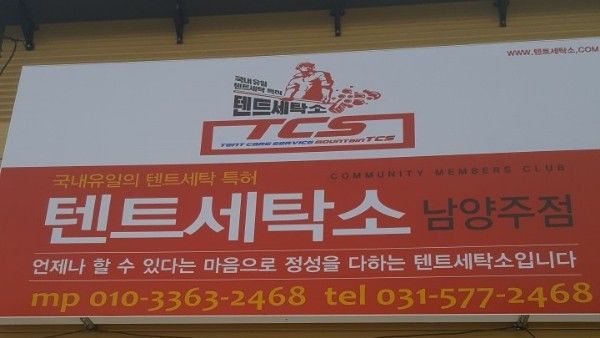 WWW.텐트세탁소.COM
국내유일
텐트세탁 특허
텐트세탁소
TCS
TENT CARE SERVICE MOUNTAIN TCS
국내유일의 텐트세탁 특허
COMMUNITY MEMBERS CLUB
텐트세탁소 남양주점
언제나 할 수 있다는 마음으로 정성을 다하는 텐트세탁소입니다
mp 010-3363-2468 tel 031-577-2468